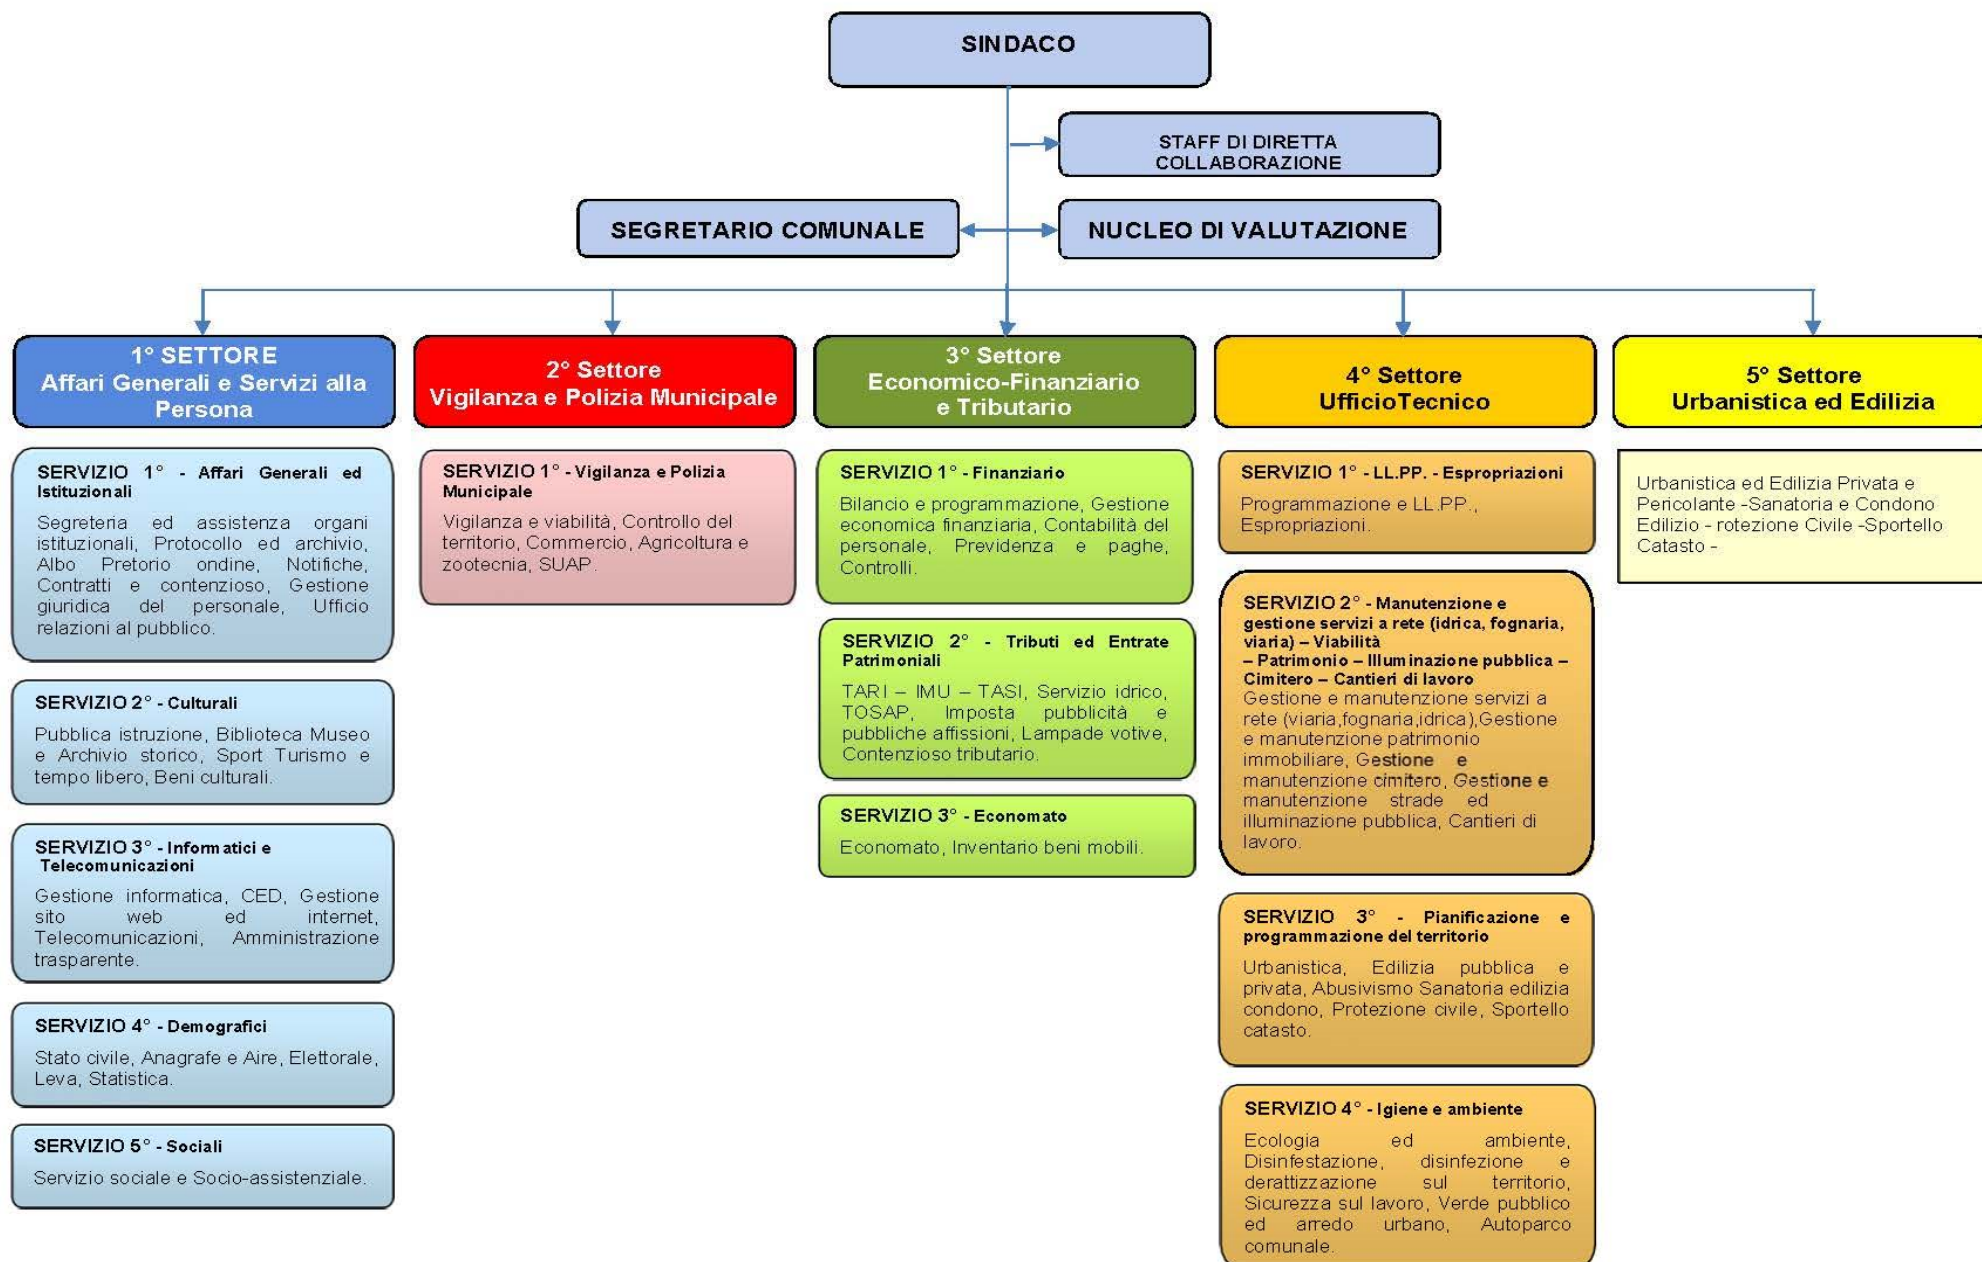 SINDACO
STAFF DI DIRETTA
COLLABORAZIONE
SEGRETARIO COMUNALE
NUCLEO DI VALUTAZIONE
1° SETTORE
Affari Generali e Servizi alla
Persona
SERVIZIO 1° - Affari Generali ed
Istituzionali
Segreteria ed assistenza organi
istituzionali, Protocollo ed archivio,
Albo Pretorio ondine, Notifiche,
Contratti e contenzioso, Gestione
giuridica del personale, Ufficio
relazioni al pubblico.
SERVIZIO 2° - Culturali
Pubblica istruzione, Biblioteca Museo
e Archivio storico, Sport Turismo e
tempo libero, Beni culturali.
SERVIZIO 3° - Informatici e
Telecomunicazioni
Gestione informatica, CED, Gestione
sito web ed internet,
Telecomunicazioni, Amministrazione
trasparente.
SERVIZIO 4° - Demografici
Stato civile, Anagrafe e Aire, Elettorale,
Leva, Statistica.
SERVIZIO 5° - Sociali
Servizio sociale e Socio-assistenziale.
2° Settore
Vigilanza e Polizia Municipale
SERVIZIO 1° - Vigilanza e Polizia
Municipale
Vigilanza e viabilità, Controllo del
territorio, Commercio, Agricoltura e
zootecnia, SUAP.
3° Settore
Economico-Finanziario
e Tributario
SERVIZIO 1° - Finanziario
Bilancio e programmazione, Gestione
economica finanziaria, Contabilità del
personale, Previdenza e paghe,
Controlli.
SERVIZIO 2° - Tributi ed Entrate
Patrimoniali
TARI – IMU – TASI, Servizio idrico,
TOSAP, Imposta pubblicità e
pubbliche affissioni, Lampade votive,
Contenzioso tributario.
SERVIZIO 3° - Economato
Economato, Inventario beni mobili.
4° Settore
UfficioTecnico
SERVIZIO 1° - LL.PP. - Espropriazioni
Programmazione e LL.PP.,
Espropriazioni.
SERVIZIO 2° - Manutenzione e
gestione servizi a rete (idrica, fognaria,
viaria) – Viabilità
– Patrimonio – Illuminazione pubblica –
Cimitero – Cantieri di lavoro
Gestione e manutenzione servizi a
rete (viaria,fognaria,idrica),Gestione
e manutenzione patrimonio
immobiliare, Gestione e
manutenzione cimitero, Gestione e
manutenzione strade ed
illuminazione pubblica, Cantieri di
lavoro.
SERVIZIO 3° - Pianificazione e
programmazione del territorio
Urbanistica, Edilizia pubblica e
privata, Abusivismo Sanatoria edilizia
condono, Protezione civile, Sportello
catasto.
SERVIZIO 4° - Igiene e ambiente
Ecologia ed ambiente,
Disinfestazione, disinfezione e
derattizzazione sul territorio,
Sicurezza sul lavoro, Verde pubblico
ed arredo urbano, Autoparco
comunale.
5° Settore
Urbanistica ed Edilizia
Urbanistica ed Edilizia Privata e
Pericolante -Sanatoria e Condono
Edilizio - rotezione Civile -Sportello
Catasto -